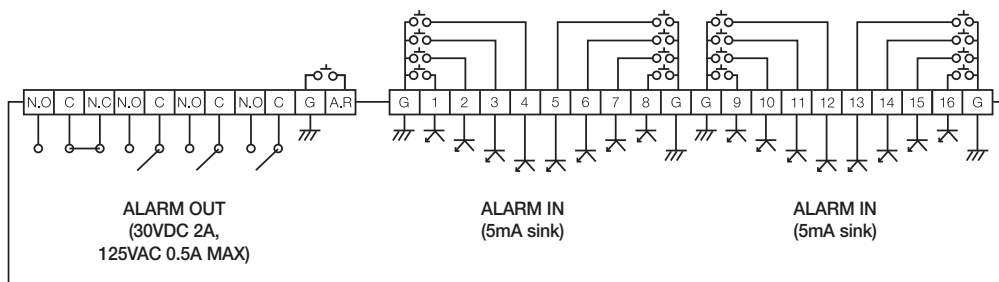 N.O C N.C N.O C N.O C N.O C G A.R G 1 2 3 4 5 6 7 8 G G 9 10 11 12 13 14 15 16 G
ALARM OUT
(30VDC 2A,
125VAC 0.5A MAX)
ALARM IN
(5mA sink)
ALARM IN
(5mA sink)